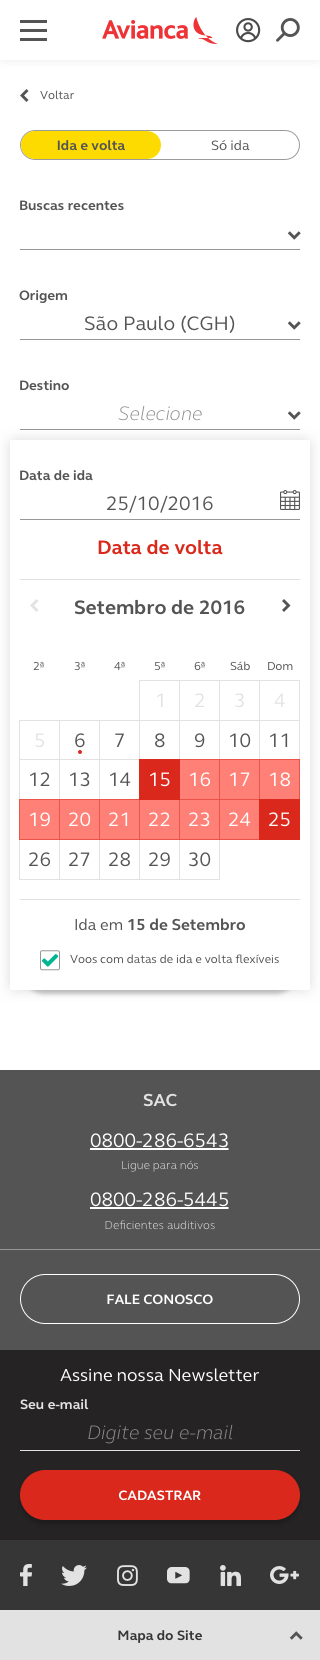 Avianca
Voltar
Ida e volta Só ida
Buscas recentes
Origem
São Paulo (CGH)
Destino
Selecione
Data de ida
25/10/2016
Data de volta
Setembro de 2016
2ª 3ª 4ª 5ª 6ª Sáb Dom
1 2 3 4
5 6 7 8 9 10 11
12 13 14 15 16 17 18
19 20 21 22 23 24 25
26 27 28 29 30
Ida em 15 de Setembro
Voos com datas de ida e volta flexíveis
SAC
0800-286-6543
Ligue para nós
0800-286-5445
Deficientes auditivos
FALE CONOSCO
Assine nossa Newsletter
Seu e-mail
Digite seu e-mail
CADASTRAR
Mapa do Site